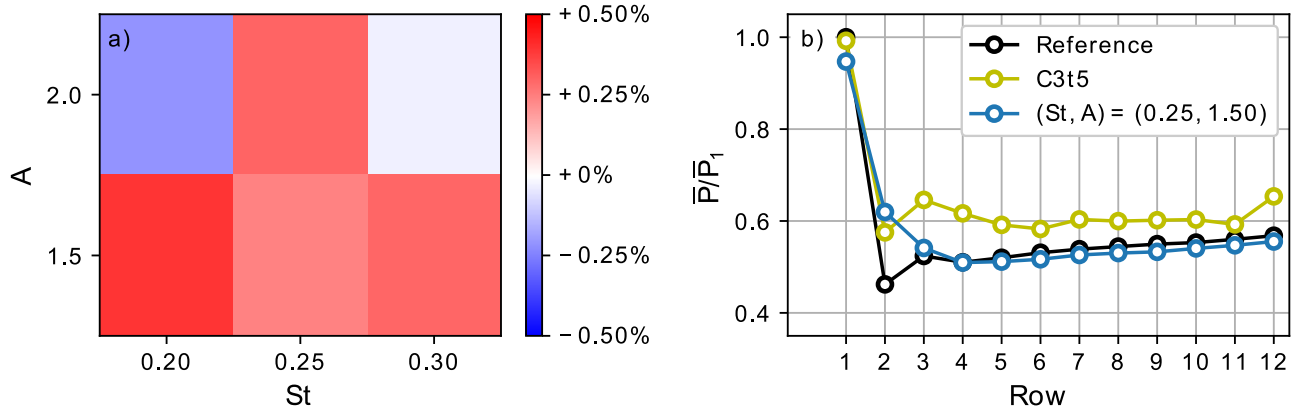 a)
A
2.0
1.5
0.20 0.25 0.30
St
+ 0.50%
+ 0.25%
+ 0%
− 0.25%
− 0.50%
b)
P̅/P̅₁
1.0
0.8
0.6
0.4
Reference
C3t5
(St, A) = (0.25, 1.50)
1 2 3 4 5 6 7 8 9 10 11 12
Row